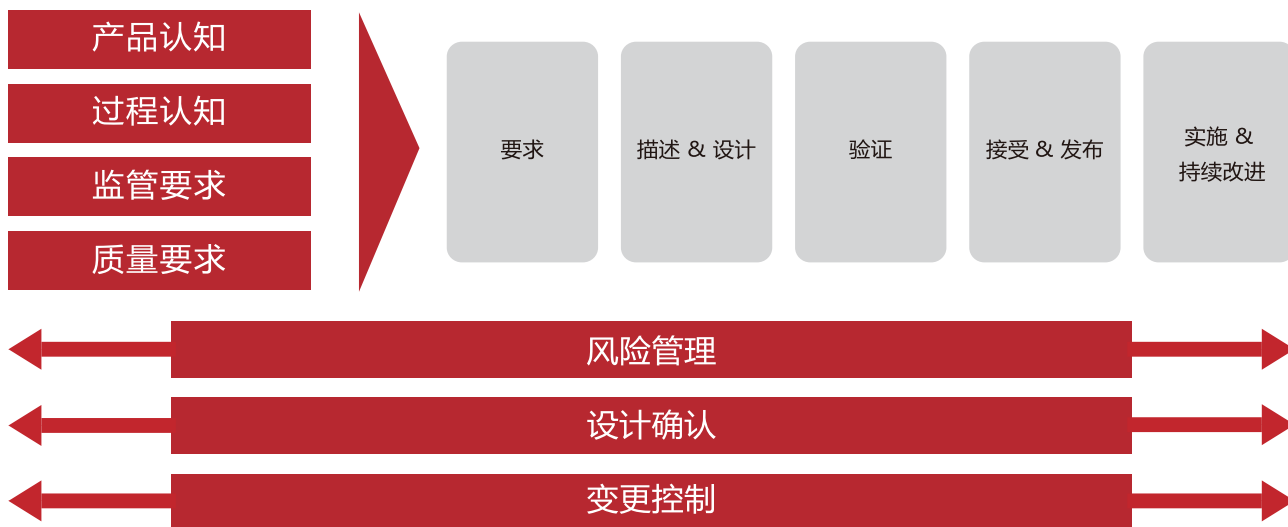 产品认知
过程认知
监管要求
质量要求
要求
描述 & 设计
验证
接受 & 发布
实施 &
持续改进
风险管理
设计确认
变更控制